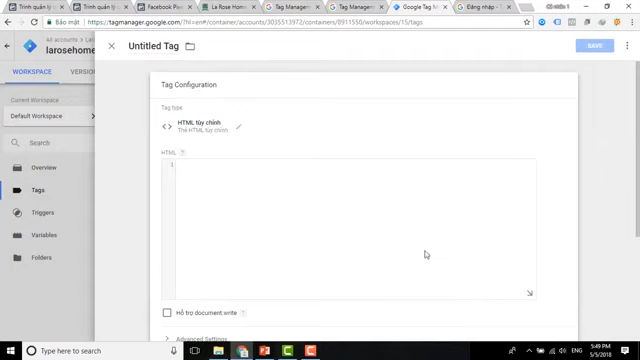 Trình quản lý
Trình quản lý
Facebook Pixel
La Rose Home
Tag Manager
Tag Manager
Google Tag M
Đăng nhập - T
Bảo mật
https://tagmanager.google.com/?hl=en#/container/accounts/3035511972/containers/8911550/workspaces/15/tags
All accounts > Laro
larosehome
Untitled Tag
SAVE
WORKSPACE
VERSION
Tag Configuration
Current Workspace
Default Workspace
Tag type
HTML tùy chỉnh
Thẻ HTML tùy chỉnh
Search
HTML ?
1
Overview
Tags
Triggers
Variables
Folders
Hỗ trợ document.write ?
Advanced Settings
Type here to search
ENG
5:49 PM
5/5/2018